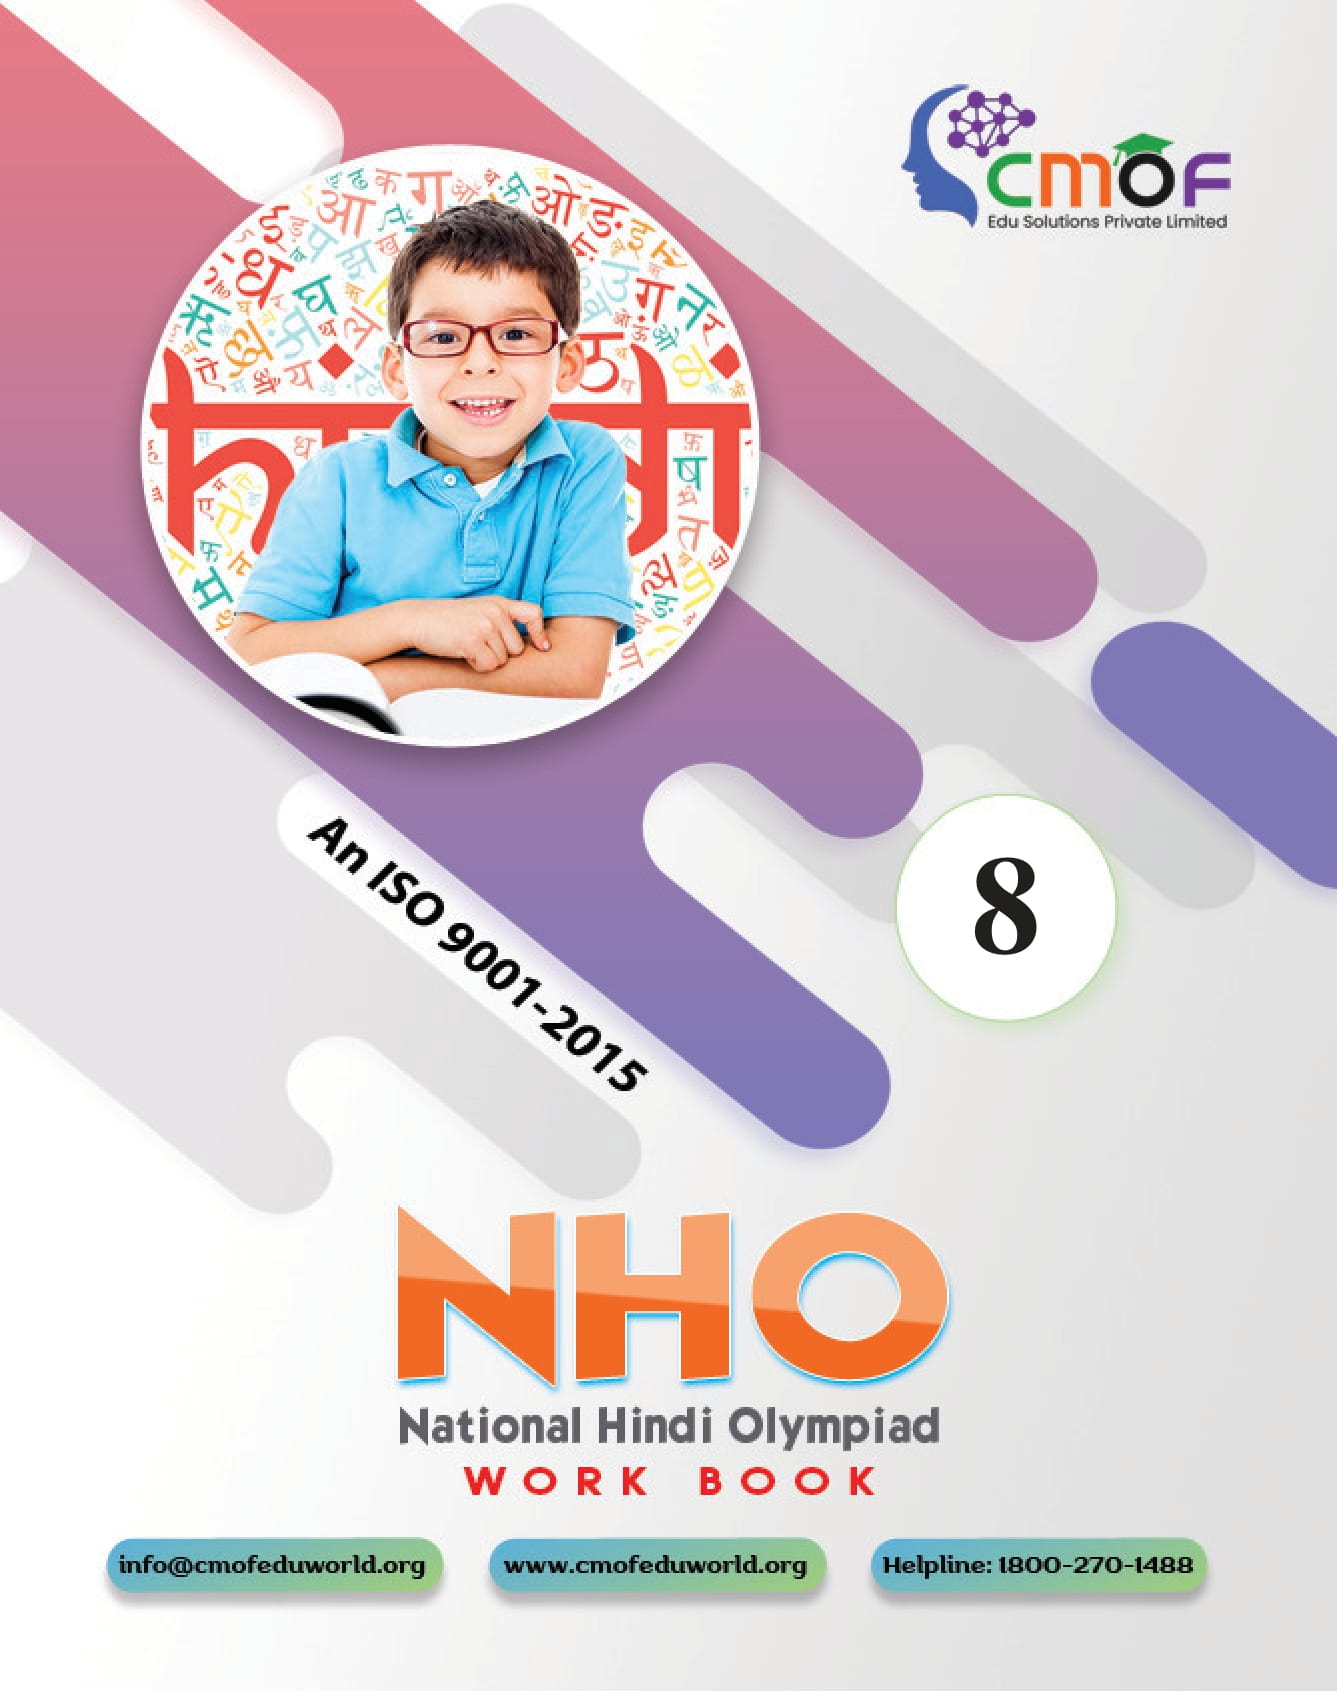 CMOF
Edu Solutions Private Limited
An ISO 9001-2015
8
NHO
National Hindi Olympiad
WORK BOOK
info@cmofeduworld.org
www.cmofeduworld.org
Helpline: 1800-270-1488